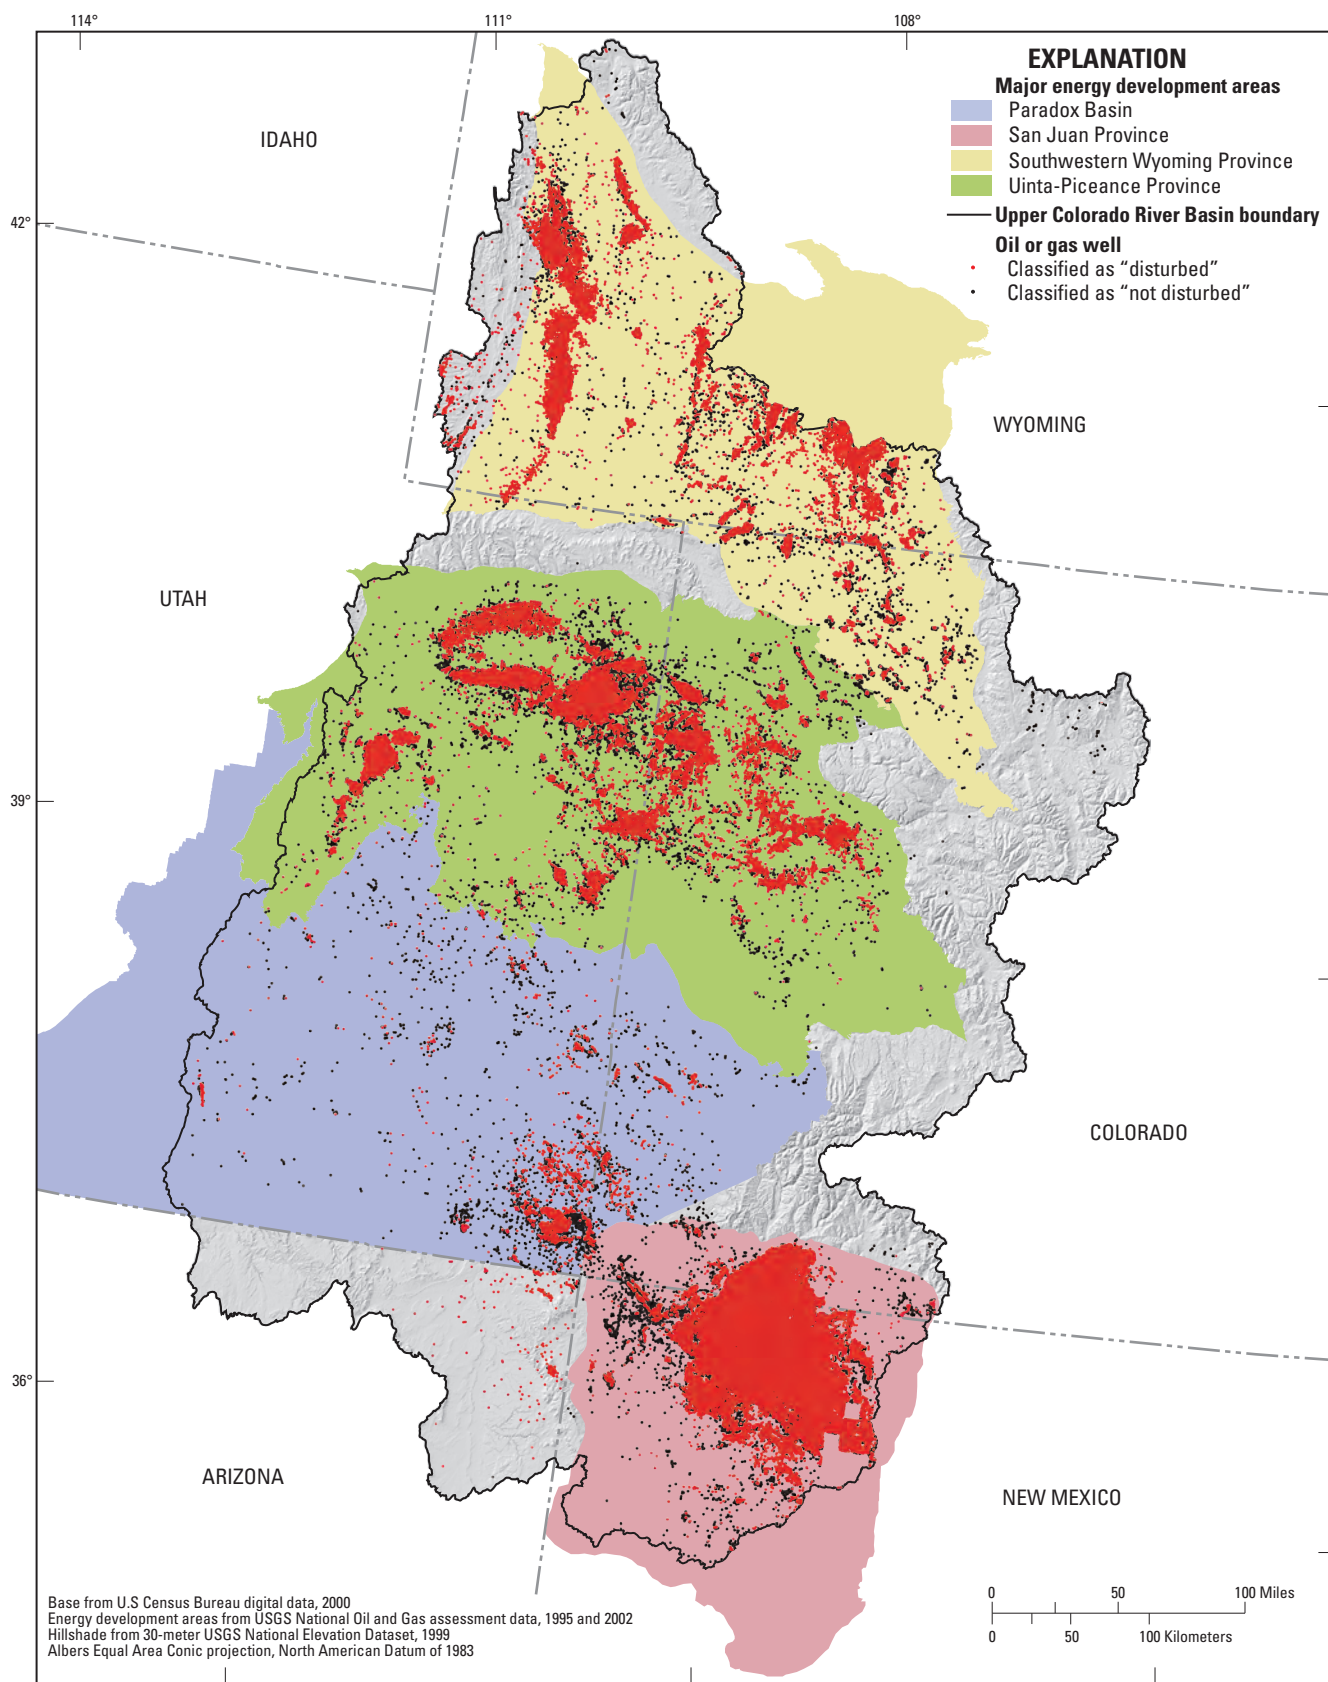 114°
111°
108°
EXPLANATION
Major energy development areas
Paradox Basin
San Juan Province
Southwestern Wyoming Province
Uinta-Piceance Province
Upper Colorado River Basin boundary
Oil or gas well
Classified as “disturbed”
Classified as “not disturbed”
IDAHO
42°
WYOMING
UTAH
39°
COLORADO
36°
ARIZONA
NEW MEXICO
Base from U.S Census Bureau digital data, 2000
Energy development areas from USGS National Oil and Gas assessment data, 1995 and 2002
Hillshade from 30-meter USGS National Elevation Dataset, 1999
Albers Equal Area Conic projection, North American Datum of 1983
0 50 100 Miles
0 50 100 Kilometers